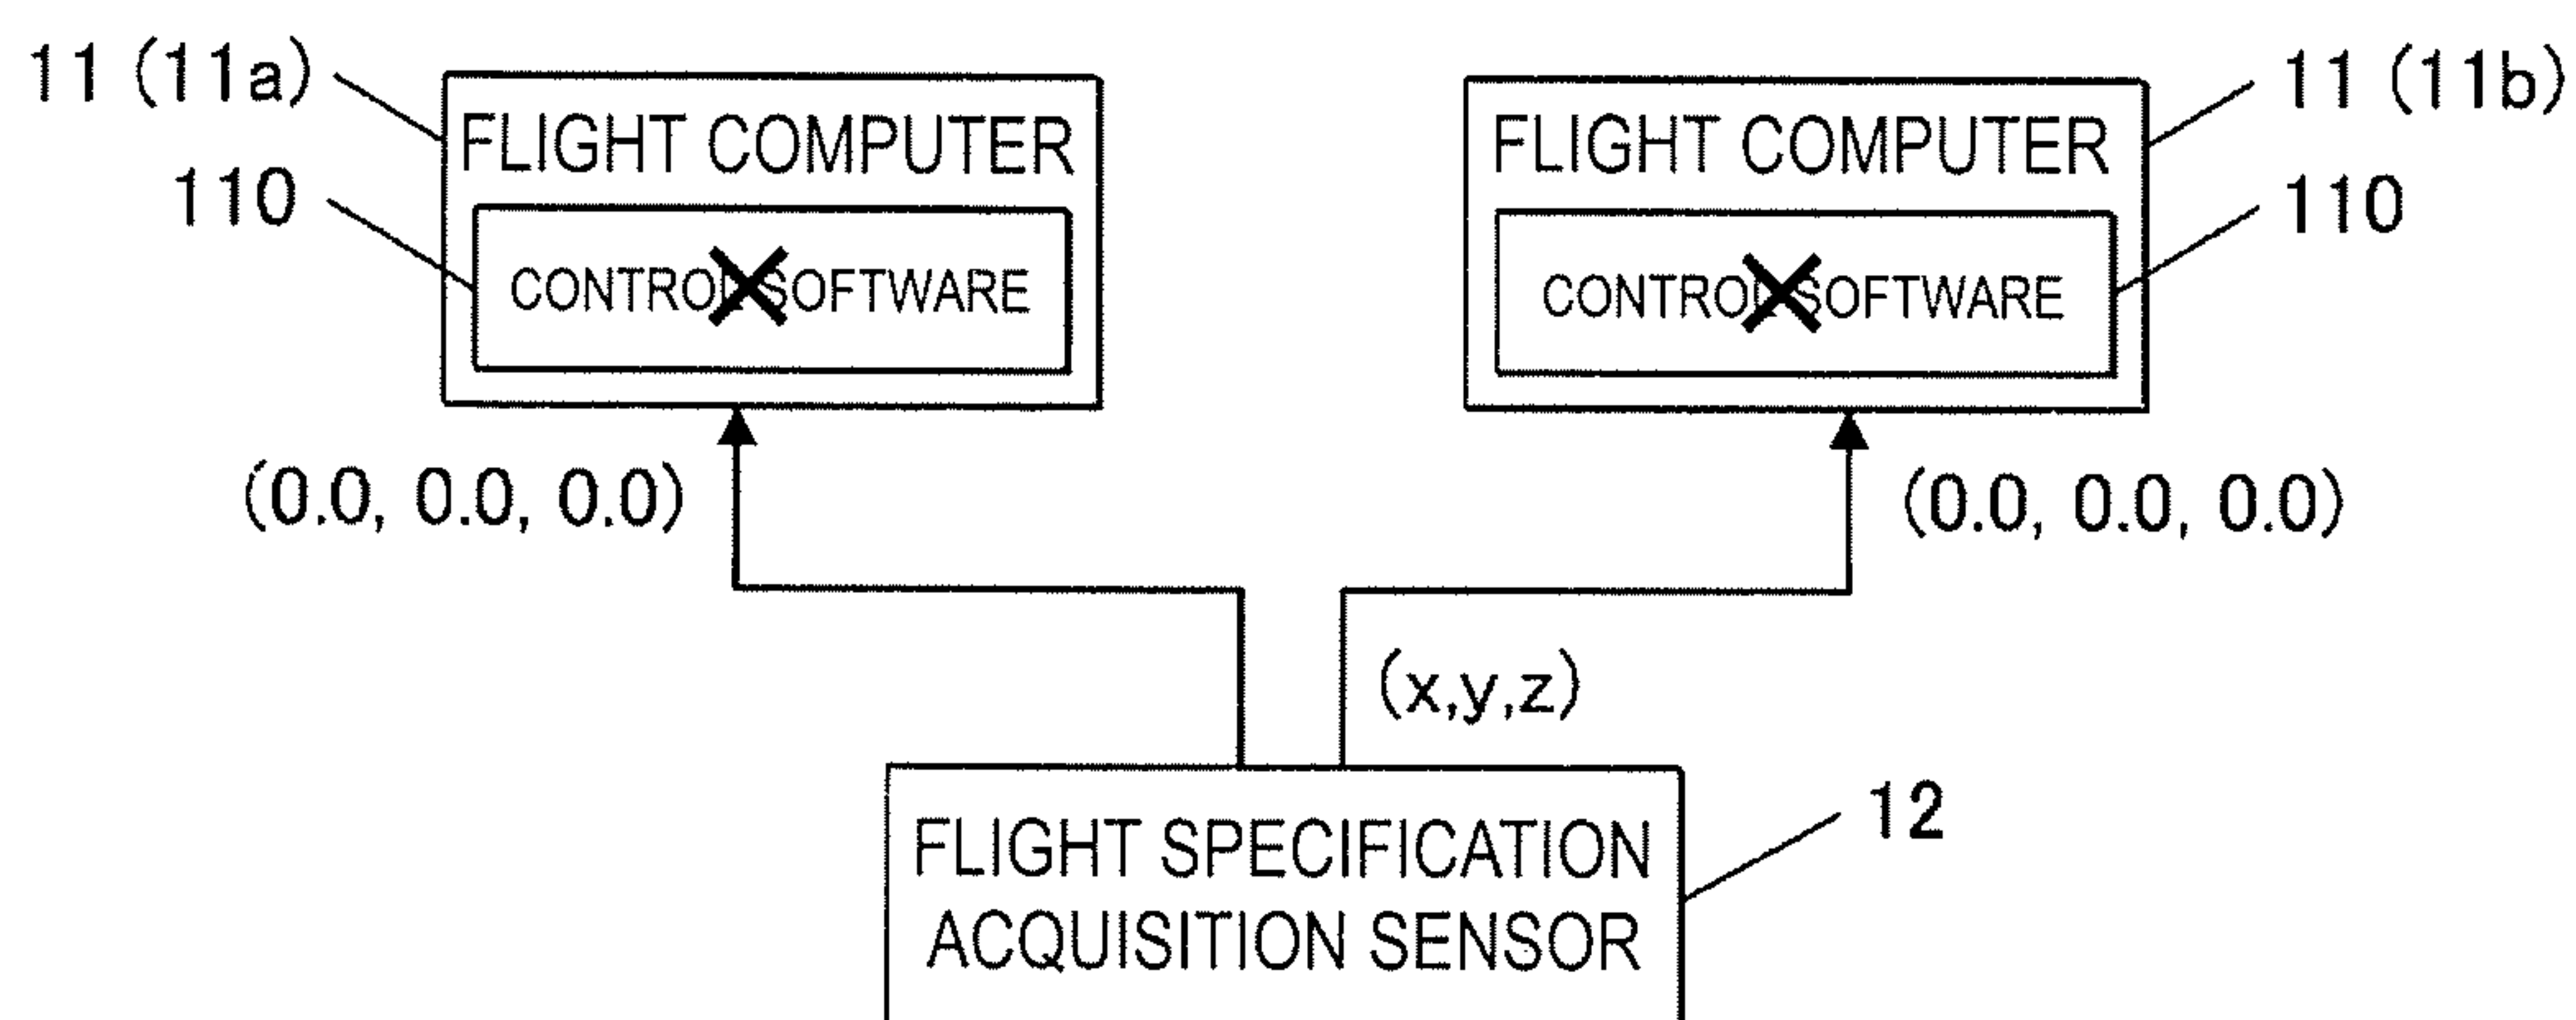 11 (11a)
FLIGHT COMPUTER
110
CONTROL SOFTWARE
FLIGHT COMPUTER
11 (11b)
CONTROL SOFTWARE
110
(0.0, 0.0, 0.0)
(0.0, 0.0, 0.0)
(x,y,z)
FLIGHT SPECIFICATION
ACQUISITION SENSOR
12